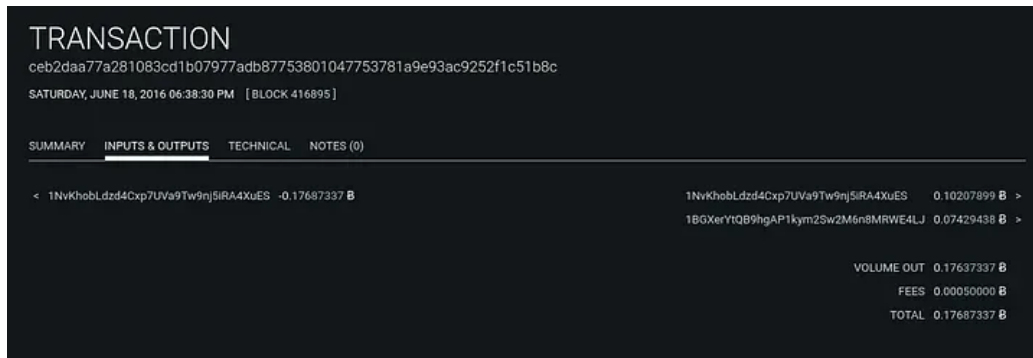 TRANSACTION
ceb2daa77a281083cd1b07977adb87753801047753781a9e93ac9252f1c51b8c
SATURDAY, JUNE 18, 2016 06:38:30 PM [ BLOCK 416895 ]
SUMMARY INPUTS & OUTPUTS TECHNICAL NOTES (0)
< 1NvKhobLdzd4Cxp7UVa9Tw9nj5iRA4XuES -0.17687337 Ƀ 1NvKhobLdzd4Cxp7UVa9Tw9nj5iRA4XuES 0.10207899 Ƀ >
1BGXerYtQB9hgAP1kym2Sw2M6n8MRWE4LJ 0.07429438 Ƀ >
VOLUME OUT 0.17637337 Ƀ
FEES 0.00050000 Ƀ
TOTAL 0.17687337 Ƀ